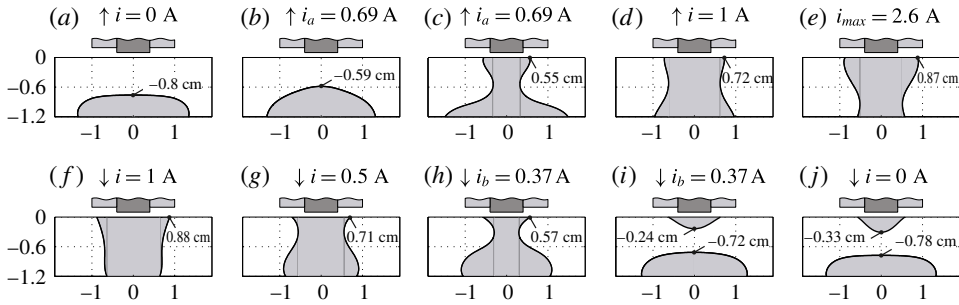 (a) ↑ i = 0 A (b) ↑ i_a = 0.69 A (c) ↑ i_a = 0.69 A (d) ↑ i = 1 A (e) i_max = 2.6 A
0
−0.6
−1.2
−0.8 cm −0.59 cm 0.55 cm 0.72 cm 0.87 cm
−1 0 1 −1 0 1 −1 0 1 −1 0 1 −1 0 1
(f) ↓ i = 1 A (g) ↓ i = 0.5 A (h) ↓ i_b = 0.37 A (i) ↓ i_b = 0.37 A (j) ↓ i = 0 A
0
−0.6
−1.2
0.88 cm 0.71 cm 0.57 cm −0.24 cm −0.72 cm −0.33 cm −0.78 cm
−1 0 1 −1 0 1 −1 0 1 −1 0 1 −1 0 1